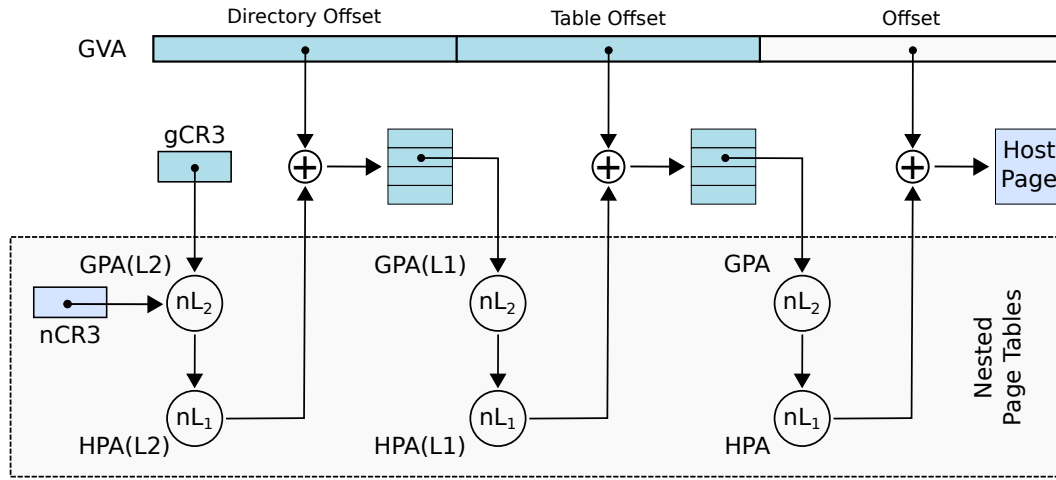 Directory Offset
Table Offset
Offset
GVA
gCR3
+
+
+
Host
Page
GPA(L2)
GPA(L1)
GPA
nL₂
nL₂
nL₂
nCR3
nL₁
nL₁
nL₁
HPA(L2)
HPA(L1)
HPA
Nested
Page Tables